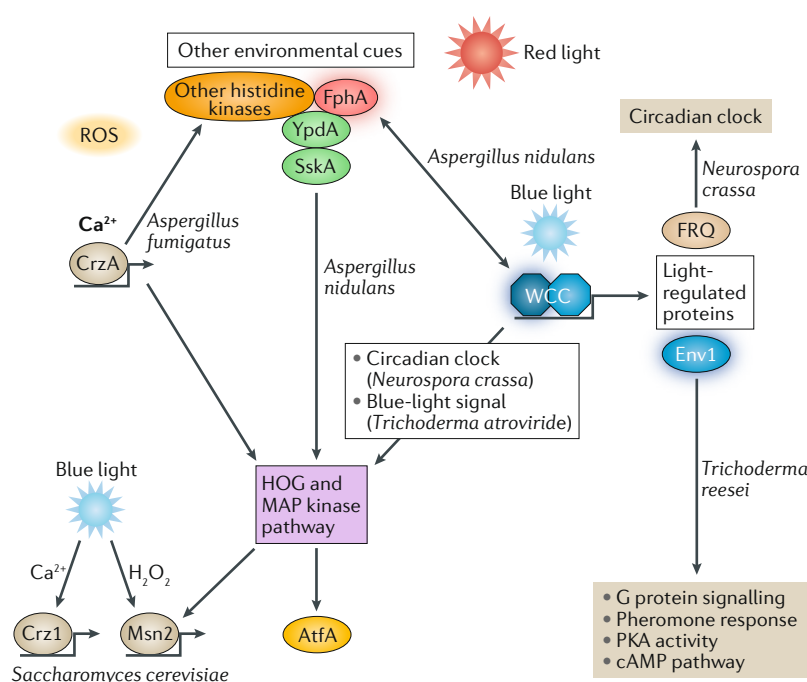 Other environmental cues
Red light
Other histidine
kinases
FphA
YpdA
SskA
ROS
Circadian clock
Aspergillus nidulans
Neurospora
crassa
Blue light
Ca²⁺
Aspergillus
fumigatus
CrzA
FRQ
Aspergillus
nidulans
WCC
Light-
regulated
proteins
Env1
• Circadian clock
(Neurospora crassa)
• Blue-light signal
(Trichoderma atroviride)
Blue light
HOG and
MAP kinase
pathway
Trichoderma
reesei
Ca²⁺
H₂O₂
Crz1
Msn2
AtfA
Saccharomyces cerevisiae
• G protein signalling
• Pheromone response
• PKA activity
• cAMP pathway